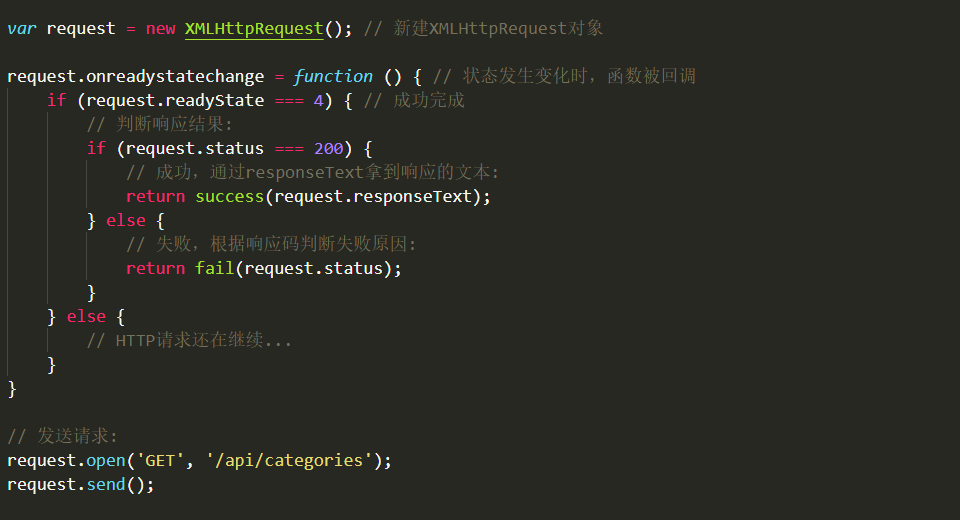 var request = new XMLHttpRequest(); // 新建XMLHttpRequest对象
request.onreadystatechange = function () { // 状态发生变化时，函数被回调
    if (request.readyState === 4) { // 成功完成
        // 判断响应结果:
        if (request.status === 200) {
            // 成功，通过responseText拿到响应的文本:
            return success(request.responseText);
        } else {
            // 失败，根据响应码判断失败原因:
            return fail(request.status);
        }
    } else {
        // HTTP请求还在继续...
    }
}
// 发送请求:
request.open('GET', '/api/categories');
request.send();